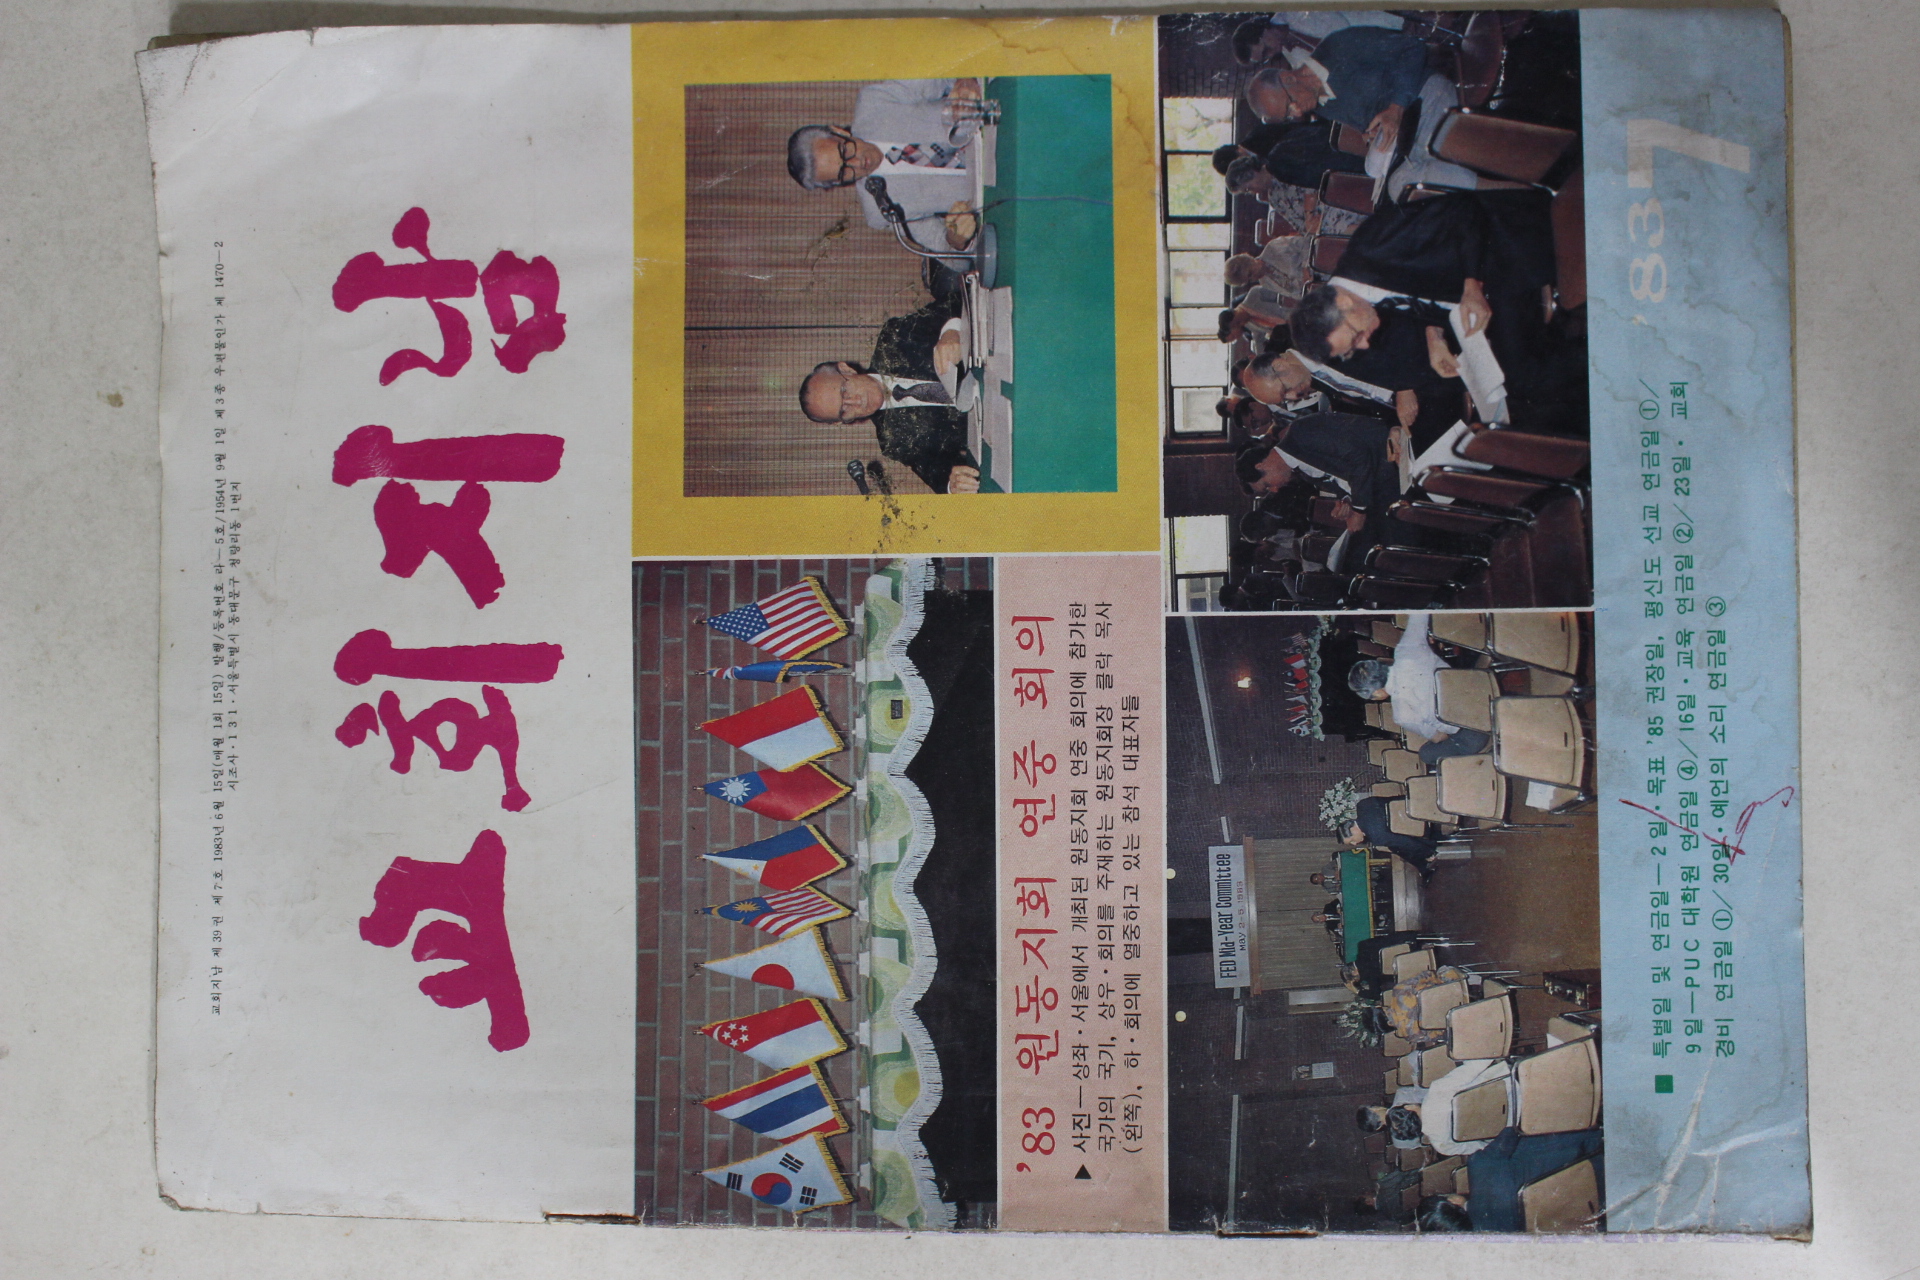 교회지남 제39권 제7호 1983년 6월 15일(매월 1회 15일) 발행/등록번호 라—5호/1954년 9월 1일 제3종 우편물인가 제 1470—2
시조사·131·서울특별시 동대문구 청량리동 1번지
교회지남
'83 원동지회 연중 회의
▶ 사진—상좌·서울에서 개최된 원동지회 연중 회의에 참가한
국가의 국기, 상우·회의를 주재하는 원동지회장 클락 목사
(왼쪽), 하·회의에 열중하고 있는 참석 대표자들
FED Mid-Year Committee
MAY 2-5, 1983
'83 7
■ 특별일 및 연금일—2일·목표 '85 권장일, 평신도 선교 연금일 ①/
9일—PUC 대학원 연금일 ④/16일·교육 연금일 ②/23일· 교회
경비 연금일 ①/30일·예언의 소리 연금일 ③